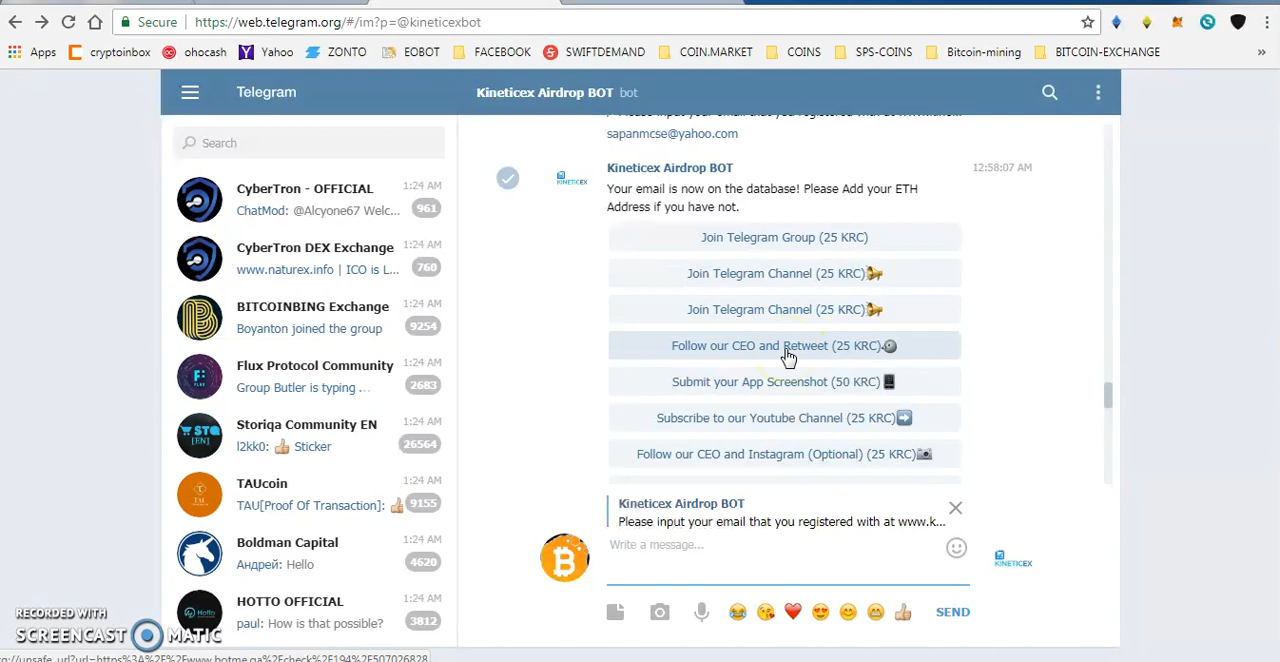 Secure https://web.telegram.org/#/im?p=@kineticexbot
Apps cryptoinbox ohocash Yahoo ZONTO EOBOT FACEBOOK SWIFTDEMAND COIN.MARKET COINS SPS-COINS Bitcoin-mining BITCOIN-EXCHANGE »
Telegram
Kineticex Airdrop BOT bot
Search
CyberTron - OFFICIAL 1:24 AM
ChatMod: @Alcyone67 Welc... 961
CyberTron DEX Exchange 1:24 AM
www.naturex.info | ICO is L... 760
BITCOINBING Exchange 1:24 AM
Boyanton joined the group 9254
Flux Protocol Community 1:24 AM
Group Butler is typing ... 2683
Storiqa Community EN 1:24 AM
l2kk0: 👍 Sticker 26564
TAUcoin 1:24 AM
TAU[Proof Of Transaction]: 👍 9155
Boldman Capital 1:24 AM
Андрей: Hello 4620
HOTTO OFFICIAL 1:24 AM
paul: How is that possible? 3812
sapanmcse@yahoo.com
KINETICEX
Kineticex Airdrop BOT 12:58:07 AM
Your email is now on the database! Please Add your ETH
Address if you have not.
Join Telegram Group (25 KRC)
Join Telegram Channel (25 KRC)
Join Telegram Channel (25 KRC)
Follow our CEO and Retweet (25 KRC)
Submit your App Screenshot (50 KRC)
Subscribe to our Youtube Channel (25 KRC)
Follow our CEO and Instagram (Optional) (25 KRC)
Kineticex Airdrop BOT
Please input your email that you registered with at www.k...
Write a message...
KINETICEX
SEND
RECORDED WITH
SCREENCAST MATIC